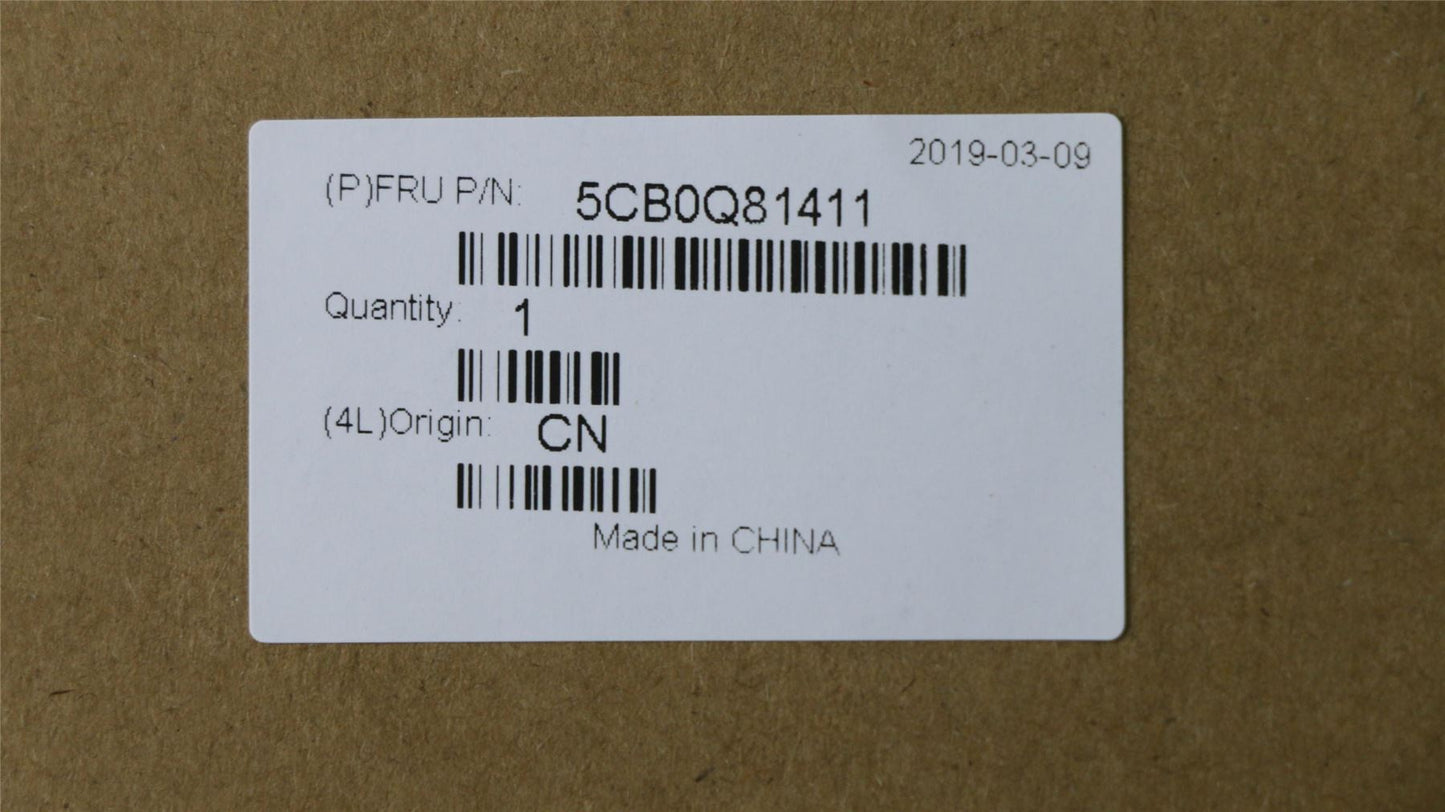 2019-03-09
(P)FRU P/N: 5CB0Q81411
Quantity: 1
(4L)Origin: CN
Made in CHINA